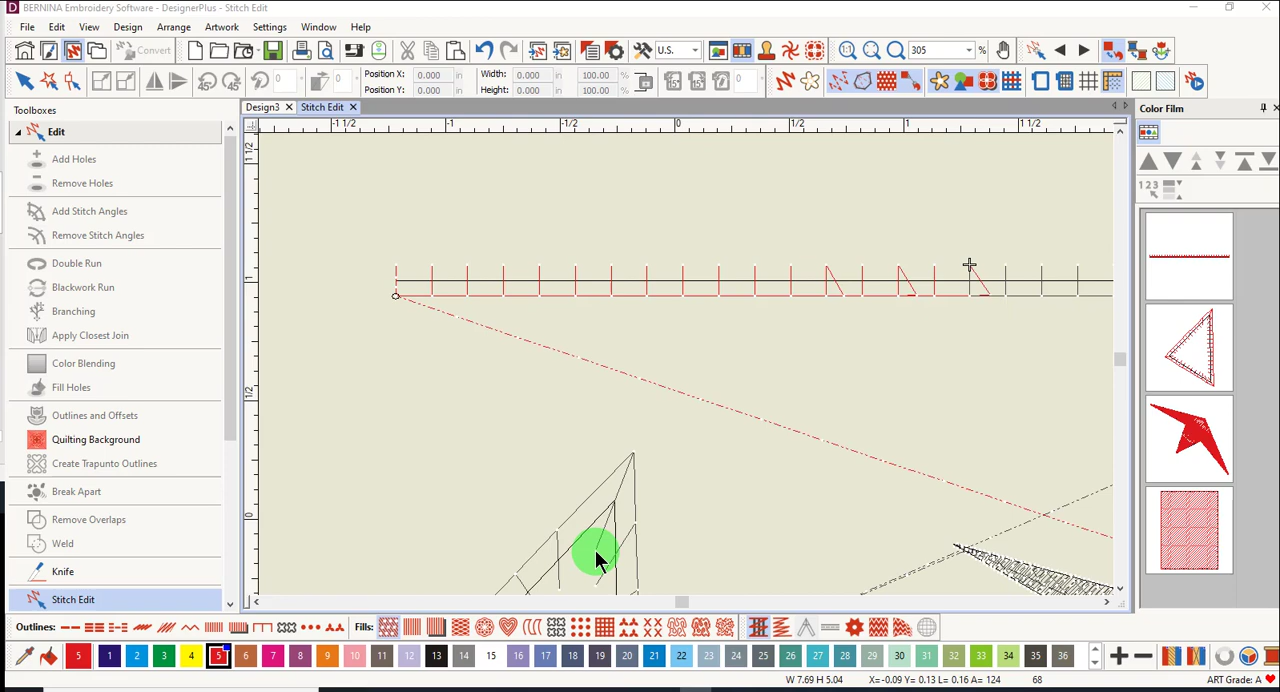 BERNINA Embroidery Software - DesignerPlus - Stitch Edit
File Edit View Design Arrange Artwork Settings Window Help
Convert U.S. 305 %
0 Position X: 0.000 in Width: 0.000 in 100.00 % 0
Position Y: 0.000 in Height: 0.000 in 100.00 %
Toolboxes
Design3 Stitch Edit
Color Film
-1 1/2 -1 -1/2 0 1/2 1 1 1/2
1 1/2
1
1/2
0
Edit
Add Holes
Remove Holes
Add Stitch Angles
Remove Stitch Angles
Double Run
Blackwork Run
Branching
Apply Closest Join
Color Blending
Fill Holes
Outlines and Offsets
Quilting Background
Create Trapunto Outlines
Break Apart
Remove Overlaps
Weld
Knife
Stitch Edit
1 2 3
Outlines: Fills:
5 1 2 3 4 5 6 7 8 9 10 11 12 13 14 15 16 17 18 19 20 21 22 23 24 25 26 27 28 29 30 31 32 33 34 35 36
W 7.69 H 5.04 X=-0.09 Y= 0.13 L= 0.16 A= 124 68 ART Grade: A